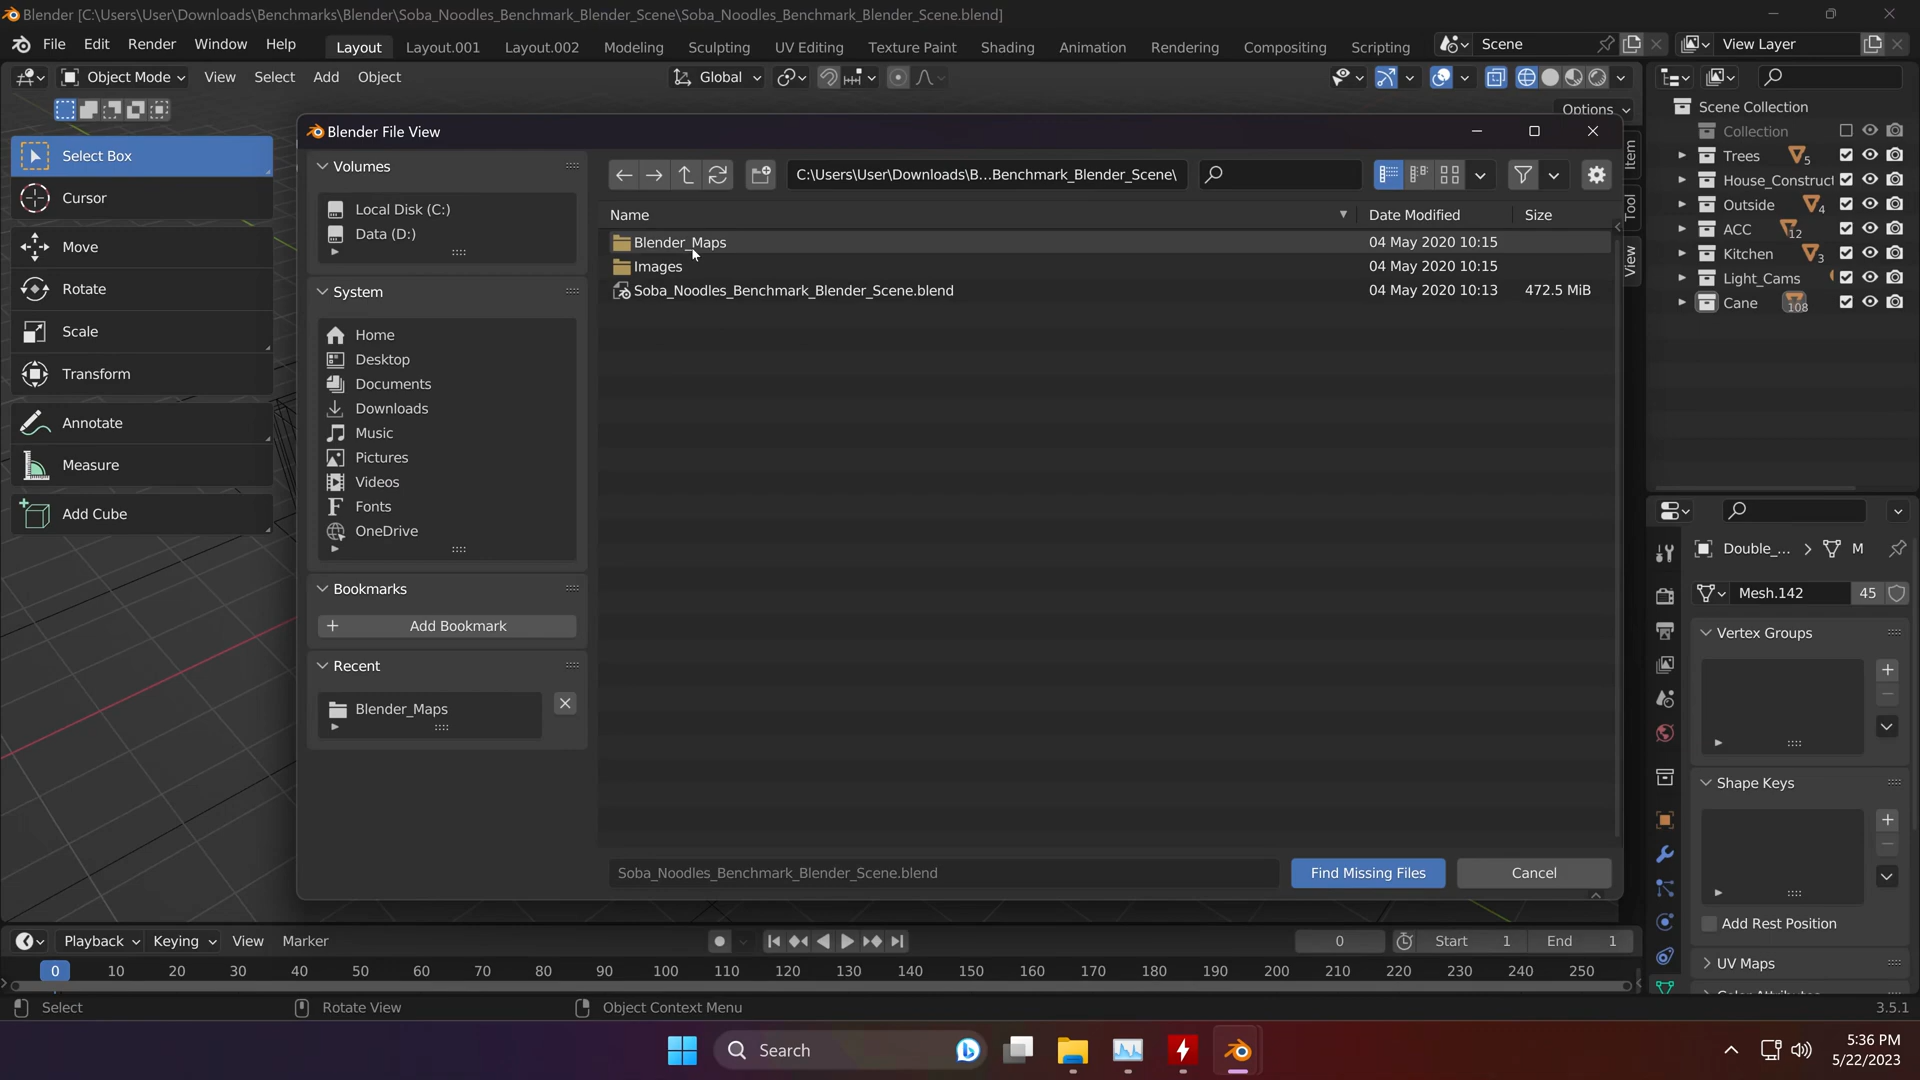 Blender [C:\Users\User\Downloads\Benchmarks\Blender\Soba_Noodles_Benchmark_Blender_Scene\Soba_Noodles_Benchmark_Blender_Scene.blend]
File Edit Render Window Help Layout Layout.001 Layout.002 Modeling Sculpting UV Editing Texture Paint Shading Animation Rendering Compositing Scripting Scene View Layer
Object Mode View Select Add Object Global
Options
Scene Collection
Collection
Trees 5
House_Construct
Outside 4
ACC 12
Kitchen 3
Light_Cams
Cane 108
Select Box
Cursor
Move
Rotate
Scale
Transform
Annotate
Measure
Add Cube
Blender File View
Volumes
Local Disk (C:)
Data (D:)
System
Home
Desktop
Documents
Downloads
Music
Pictures
Videos
Fonts
OneDrive
Bookmarks
Add Bookmark
Recent
Blender_Maps
C:\Users\User\Downloads\B...Benchmark_Blender_Scene\
Name Date Modified Size
Blender_Maps 04 May 2020 10:15
Images 04 May 2020 10:15
Soba_Noodles_Benchmark_Blender_Scene.blend 04 May 2020 10:13 472.5 MiB
Soba_Noodles_Benchmark_Blender_Scene.blend Find Missing Files Cancel
Item
Tool
View
Double_... M
Mesh.142 45
Vertex Groups
Shape Keys
Add Rest Position
UV Maps
Playback Keying View Marker 0 Start 1 End 1
0 10 20 30 40 50 60 70 80 90 100 110 120 130 140 150 160 170 180 190 200 210 220 230 240 250
Select Rotate View Object Context Menu 3.5.1
Search
5:36 PM
5/22/2023